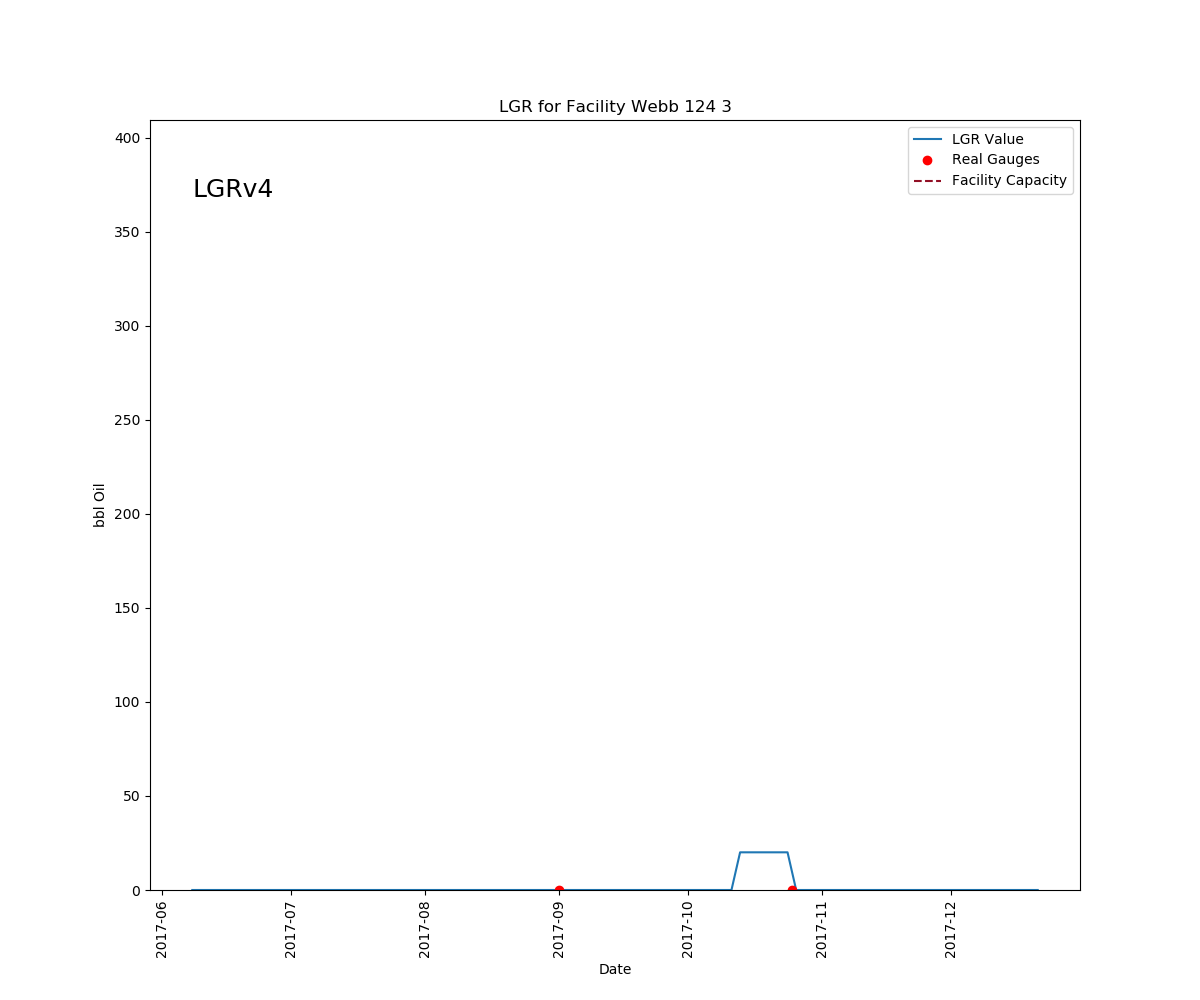 LGR for Facility Webb 124 3
LGR Value
Real Gauges
Facility Capacity
LGRv4
400
350
300
250
200
150
100
50
0
bbl Oil
2017-06
2017-07
2017-08
2017-09
2017-10
2017-11
2017-12
Date